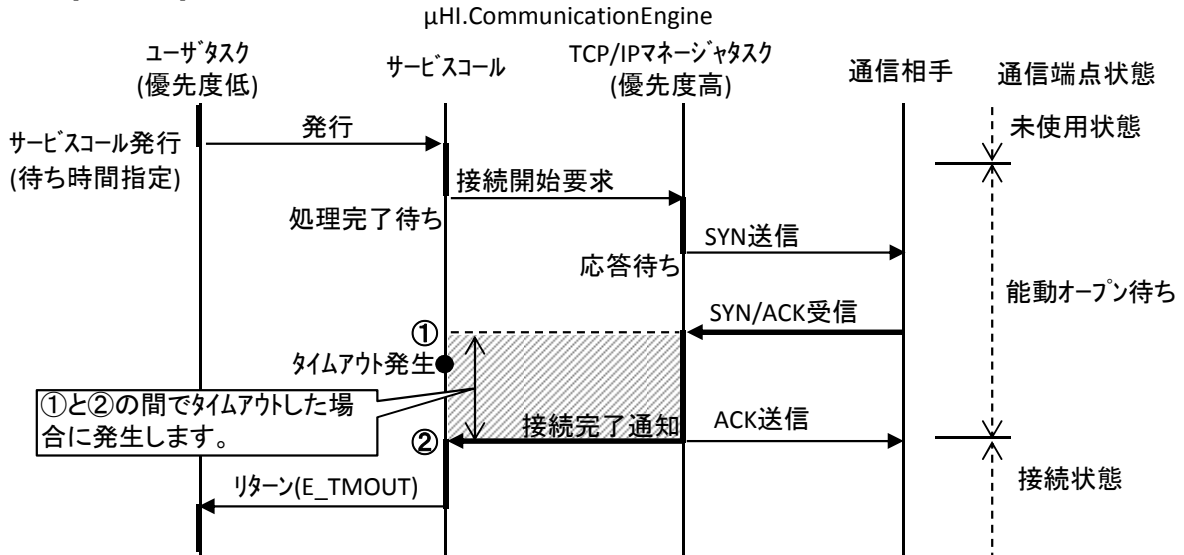 μHI.CommunicationEngine
ﾕｰｻﾞﾀｽｸ
(優先度低)
ｻｰﾋﾞｽｺｰﾙ
TCP/IPﾏﾈｰｼﾞｬﾀｽｸ
(優先度高)
通信相手
通信端点状態
ｻｰﾋﾞｽｺｰﾙ発行
(待ち時間指定)
発行
未使用状態
接続開始要求
処理完了待ち
SYN送信
応答待ち
能動ｵｰﾌﾟﾝ待ち
SYN/ACK受信
①
ﾀｲﾑｱｳﾄ発生
①と②の間でﾀｲﾑｱｳﾄした場
合に発生します。
接続完了通知
ACK送信
②
接続状態
ﾘﾀｰﾝ(E_TMOUT)